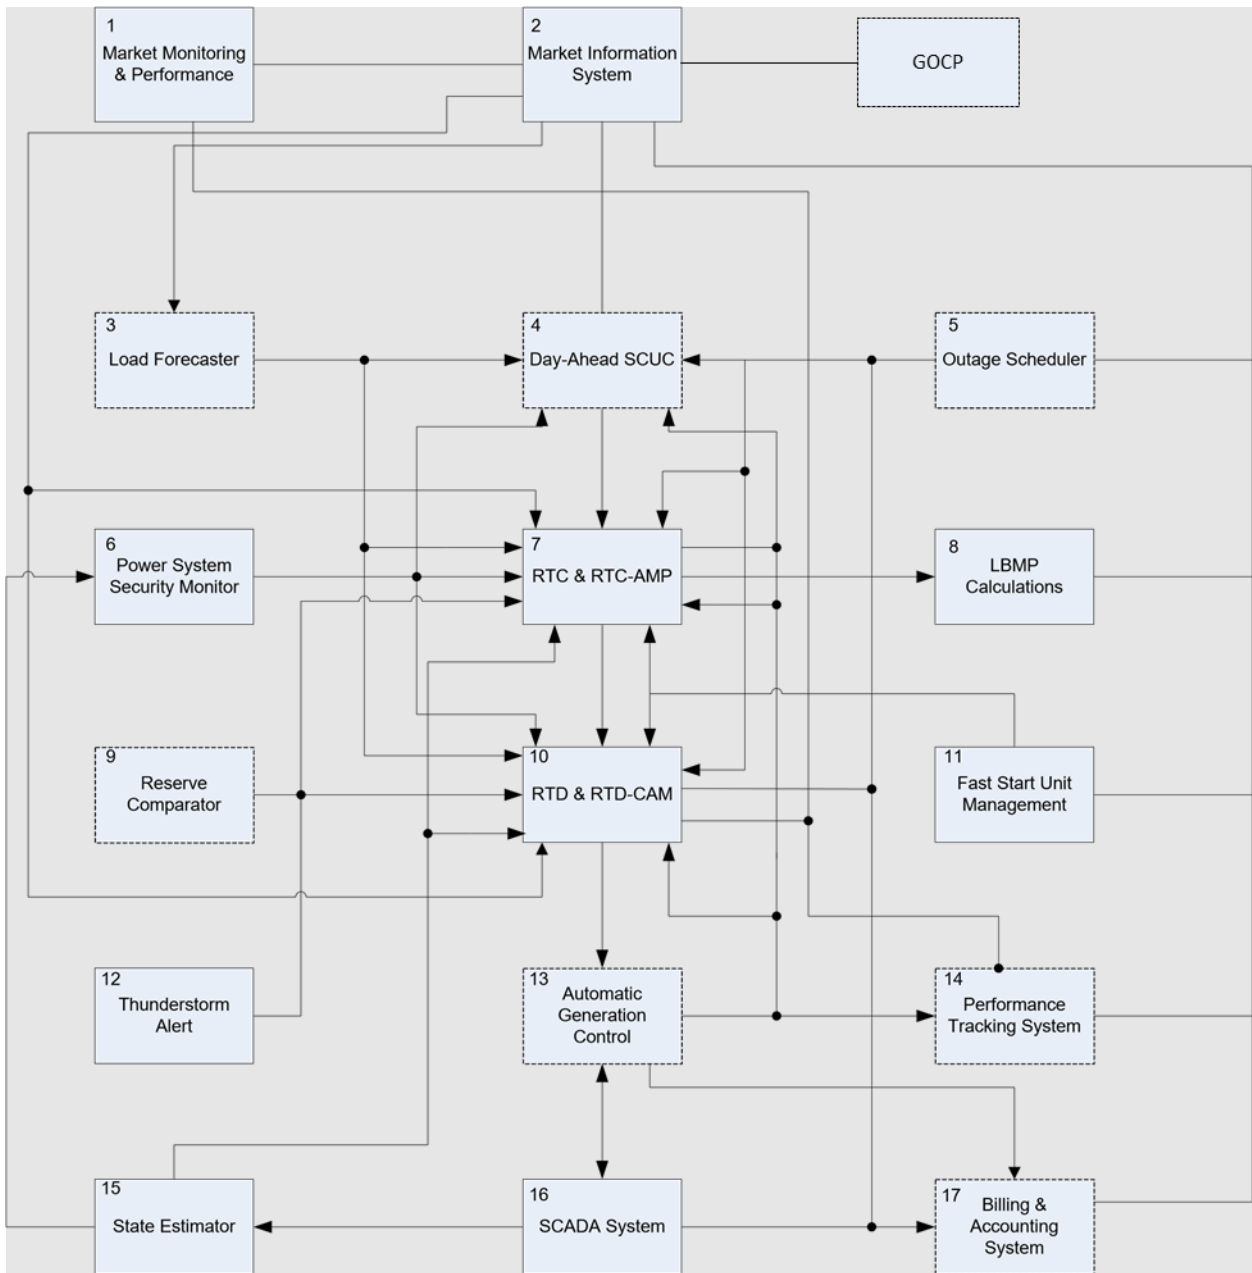 1
Market Monitoring
& Performance
2
Market Information
System
GOCP
3
Load Forecaster
4
Day-Ahead SCUC
5
Outage Scheduler
6
Power System
Security Monitor
7
RTC & RTC-AMP
8
LBMP
Calculations
9
Reserve
Comparator
10
RTD & RTD-CAM
11
Fast Start Unit
Management
12
Thunderstorm
Alert
13
Automatic
Generation
Control
14
Performance
Tracking System
15
State Estimator
16
SCADA System
17
Billing &
Accounting
System